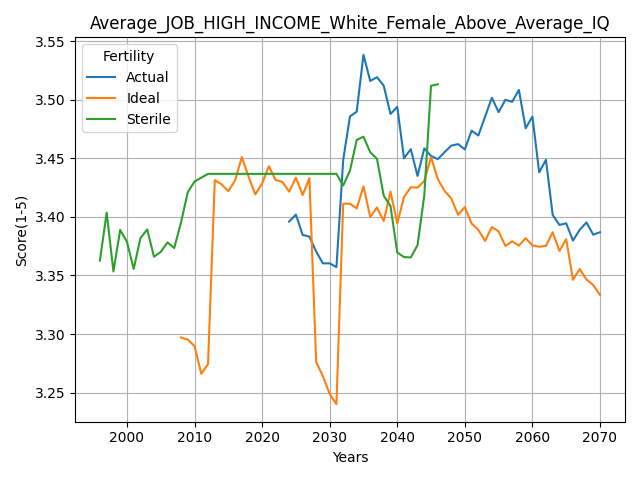 Average_JOB_HIGH_INCOME_White_Female_Above_Average_IQ
3.55
3.50
3.45
3.40
3.35
3.30
3.25
Score(1-5)
Fertility
Actual
Ideal
Sterile
2000 2010 2020 2030 2040 2050 2060 2070
Years